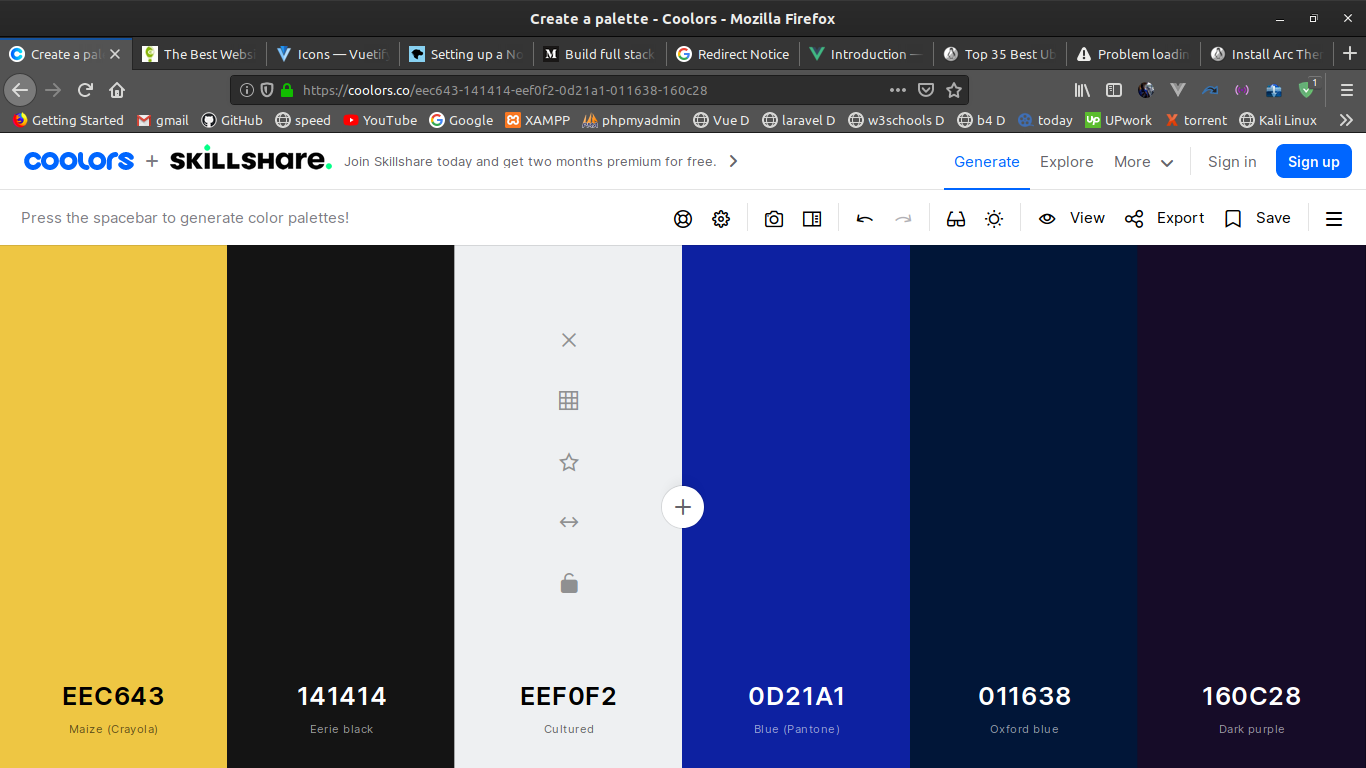 Create a palette - Coolors - Mozilla Firefox
Create a pal
The Best Websi
Icons — Vuetify
Setting up a No
Build full stack
Redirect Notice
Introduction —
Top 35 Best Ub
Problem loadin
Install Arc Ther
https://coolors.co/eec643-141414-eef0f2-0d21a1-011638-160c28
1
Getting Started
gmail
GitHub
speed
YouTube
Google
XAMPP
phpmyadmin
Vue D
laravel D
w3schools D
b4 D
today
Up UPwork
torrent
Kali Linux
coolors + SKILLSHARE.
Join Skillshare today and get two months premium for free.
Generate
Explore
More
Sign in
Sign up
Press the spacebar to generate color palettes!
View
Export
Save
EEC643
Maize (Crayola)
141414
Eerie black
EEF0F2
Cultured
0D21A1
Blue (Pantone)
011638
Oxford blue
160C28
Dark purple